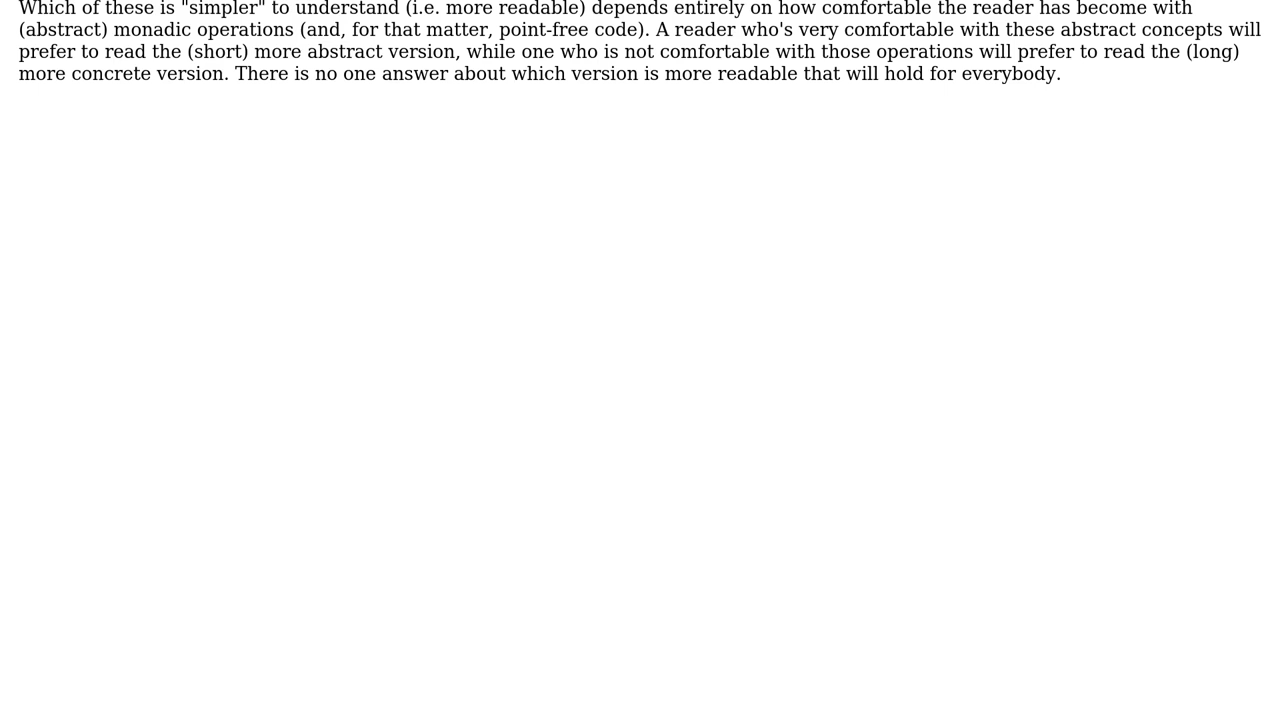 Which of these is "simpler" to understand (i.e. more readable) depends entirely on how comfortable the reader has become with
(abstract) monadic operations (and, for that matter, point-free code). A reader who's very comfortable with these abstract concepts will
prefer to read the (short) more abstract version, while one who is not comfortable with those operations will prefer to read the (long)
more concrete version. There is no one answer about which version is more readable that will hold for everybody.